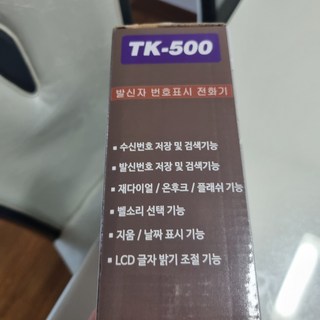 TK-500
발신자 번호표시 전화기
▪ 수신번호 저장 및 검색기능
▪ 발신번호 저장 및 검색기능
▪ 재다이얼 / 온후크 / 플래쉬 기능
▪ 벨소리 선택 기능
▪ 지움 / 날짜 표시 기능
▪ LCD 글자 밝기 조절 기능